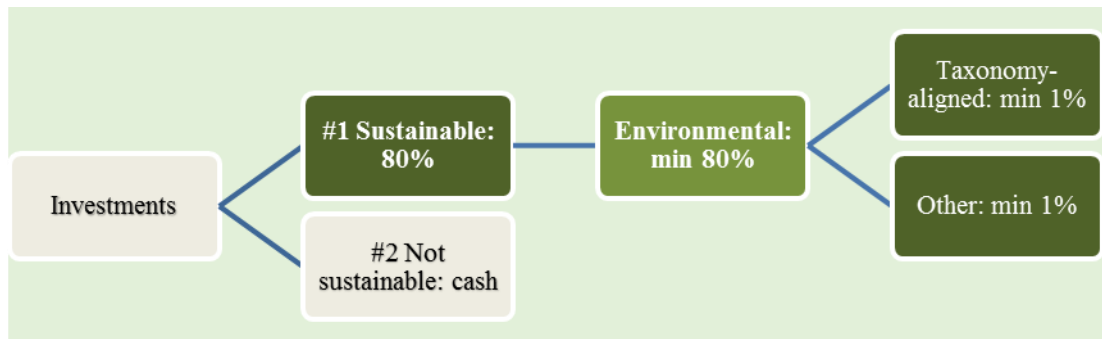 Investments
#1 Sustainable:
80%
#2 Not
sustainable: cash
Environmental:
min 80%
Taxonomy-
aligned: min 1%
Other: min 1%